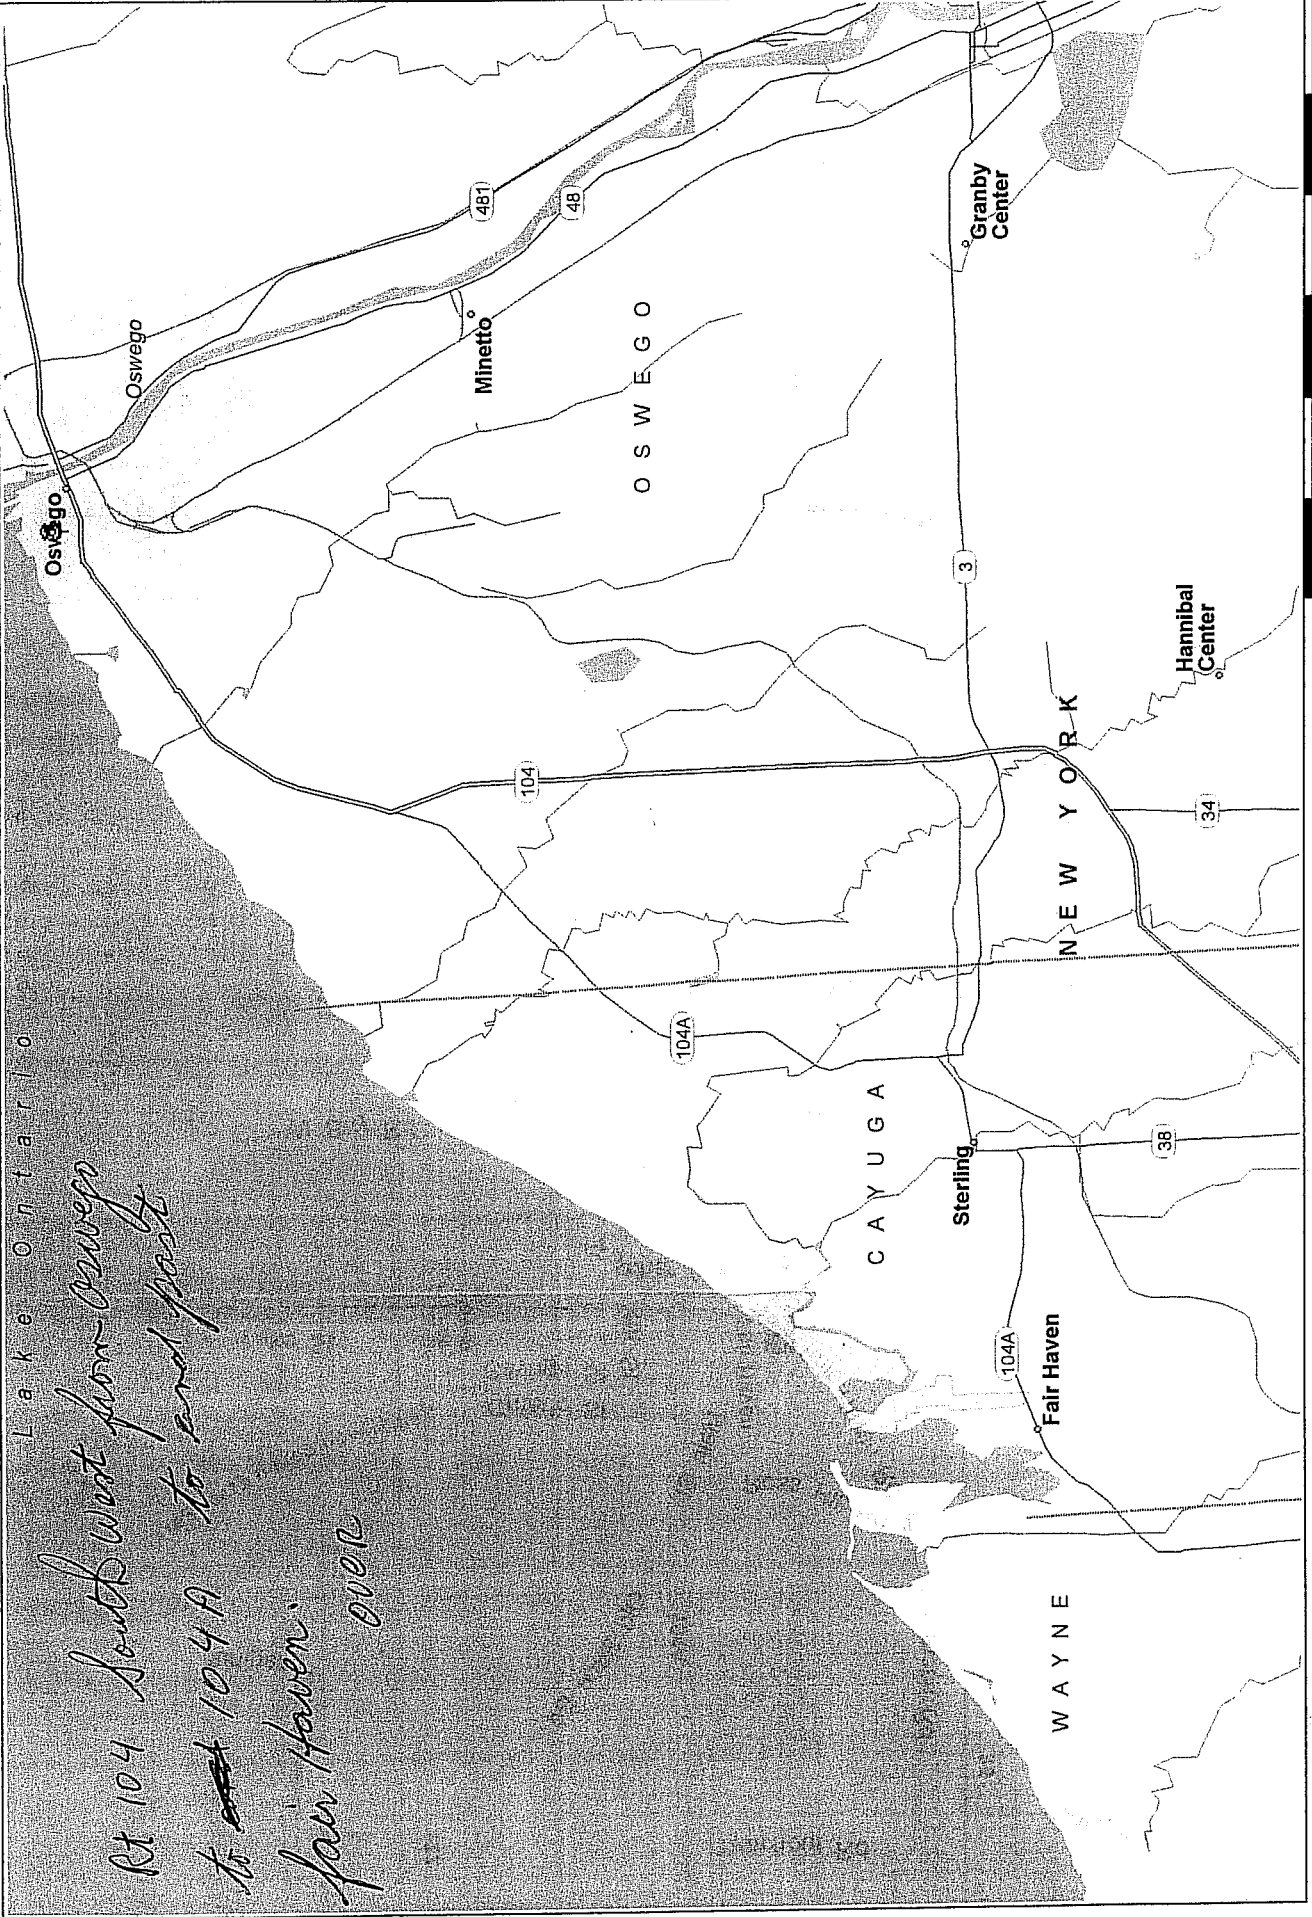 Lake Ontario
Rt 104 South West from Oswego
to 104 A to and past
fair Haven.
OVER
Oswego
Oswego
481
48
Minetto
OSWEGO
104
104A
CAYUGA
3
Granby
Center
Sterling
104A
Fair Haven
WAYNE
NEW YORK
38
34
Hannibal
Center